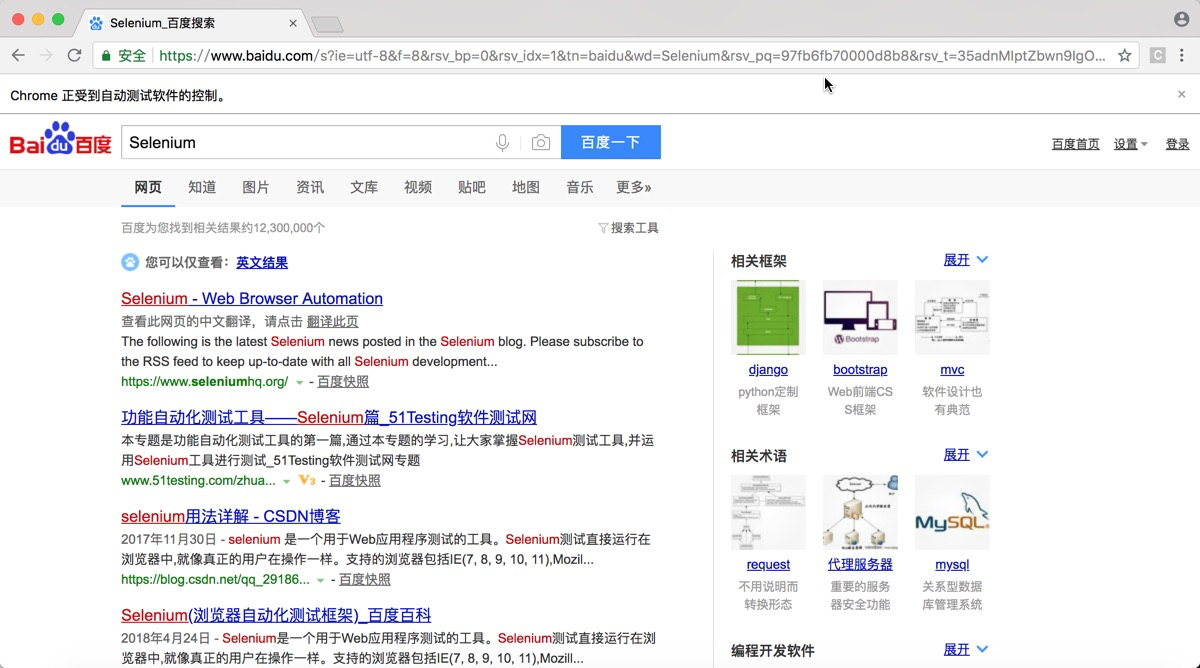 Selenium_百度搜索
安全 https://www.baidu.com/s?ie=utf-8&f=8&rsv_bp=0&rsv_idx=1&tn=baidu&wd=Selenium&rsv_pq=97fb6fb70000d8b8&rsv_t=35adnMIptZbwn9IgO...
Chrome 正受到自动测试软件的控制。
Baidu百度 Selenium 百度一下 百度首页 设置 登录
网页 知道 图片 资讯 文库 视频 贴吧 地图 音乐 更多»
百度为您找到相关结果约12,300,000个 搜索工具
您可以仅查看：英文结果
Selenium - Web Browser Automation
查看此网页的中文翻译，请点击 翻译此页
The following is the latest Selenium news posted in the Selenium blog. Please subscribe to
the RSS feed to keep up-to-date with all Selenium development...
https://www.seleniumhq.org/ - 百度快照
功能自动化测试工具——Selenium篇_51Testing软件测试网
本专题是功能自动化测试工具的第一篇,通过本专题的学习,让大家掌握Selenium测试工具,并运
用Selenium工具进行测试_51Testing软件测试网专题
www.51testing.com/zhua... V3 - 百度快照
selenium用法详解 - CSDN博客
2017年11月30日 - selenium 是一个用于Web应用程序测试的工具。Selenium测试直接运行在
浏览器中,就像真正的用户在操作一样。支持的浏览器包括IE(7, 8, 9, 10, 11),Mozil...
https://blog.csdn.net/qq_29186... - 百度快照
Selenium(浏览器自动化测试框架)_百度百科
2018年4月24日 - Selenium是一个用于Web应用程序测试的工具。Selenium测试直接运行在浏览
器中,就像真正的用户在操作一样。支持的浏览器包括IE(7, 8, 9, 10, 11),Mozill...
相关框架 展开
Bootstrap
django bootstrap mvc
python定制 Web前端CS 软件设计也
框架 S框架 有典范
相关术语 展开
MySQL
request 代理服务器 mysql
不用说明而 重要的服务 关系型数据
转换形态 器安全功能 库管理系统
编程开发软件 展开